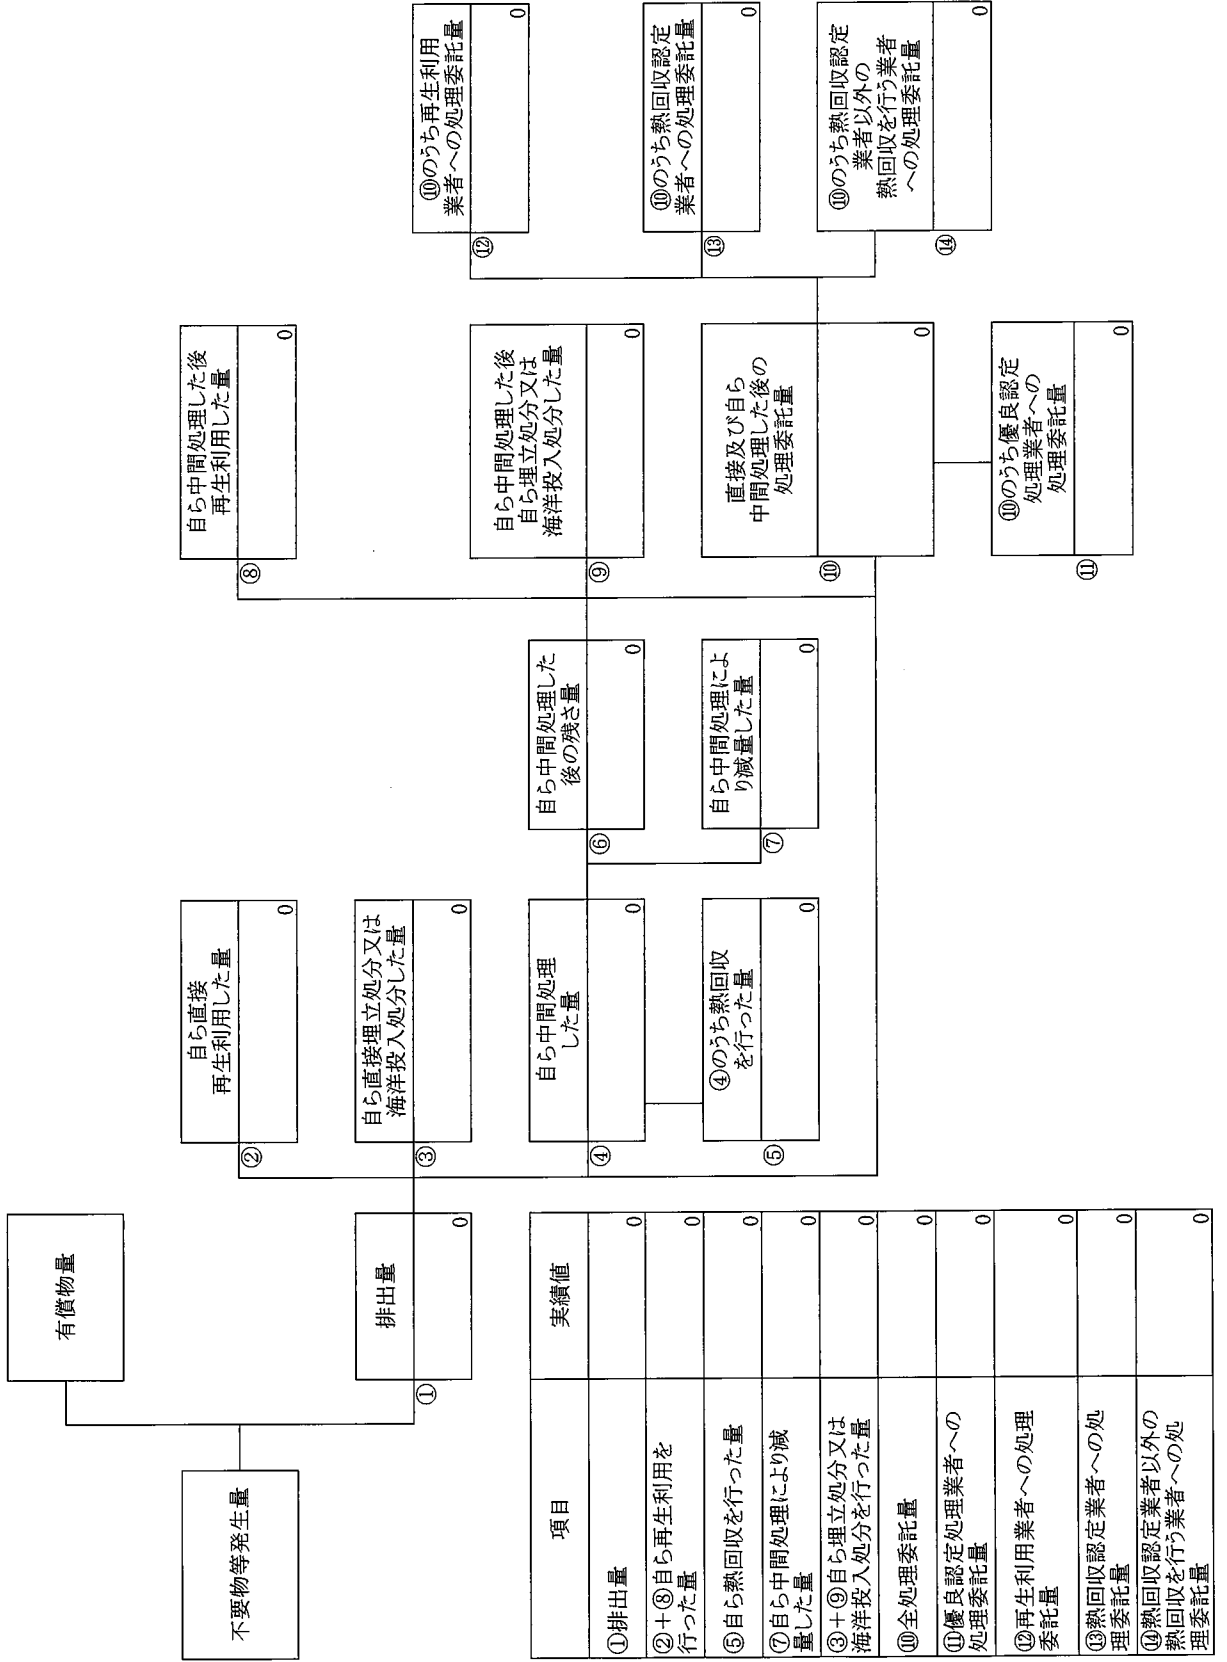 不要物等発生量
有償物量
排出量
①
0
自ら直接
再生利用した量
②
0
自ら直接埋立処分又は
海洋投入処分した量
③
0
自ら中間処理
した量
④
0
④のうち熱回収
を行った量
⑤
0
自ら中間処理した
後の残さ量
⑥
0
自ら中間処理によ
り減量した量
⑦
0
自ら中間処理した後
再生利用した量
⑧
0
自ら中間処理した後
自ら埋立処分又は
海洋投入処分した量
⑨
0
直接及び自ら
中間処理した後の
処理委託量
⑩
0
⑩のうち優良認定
処理業者への
処理委託量
⑪
0
⑩のうち再生利用
業者への処理委託量
⑫
0
⑩のうち熱回収認定
業者への処理委託量
⑬
0
⑩のうち熱回収認定
業者以外の
熱回収を行う業者
への処理委託量
⑭
0
項目 実績値
①排出量 0
②+⑧自ら再生利用を
行った量 0
⑤自ら熱回収を行った量 0
⑦自ら中間処理により減
量した量 0
③+⑨自ら埋立処分又は
海洋投入処分を行った量 0
⑩全処理委託量 0
⑪優良認定処理業者への
処理委託量 0
⑫再生利用業者への処理
委託量 0
⑬熱回収認定業者への処
理委託量 0
⑭熱回収認定業者以外の
熱回収を行う業者への処
理委託量 0